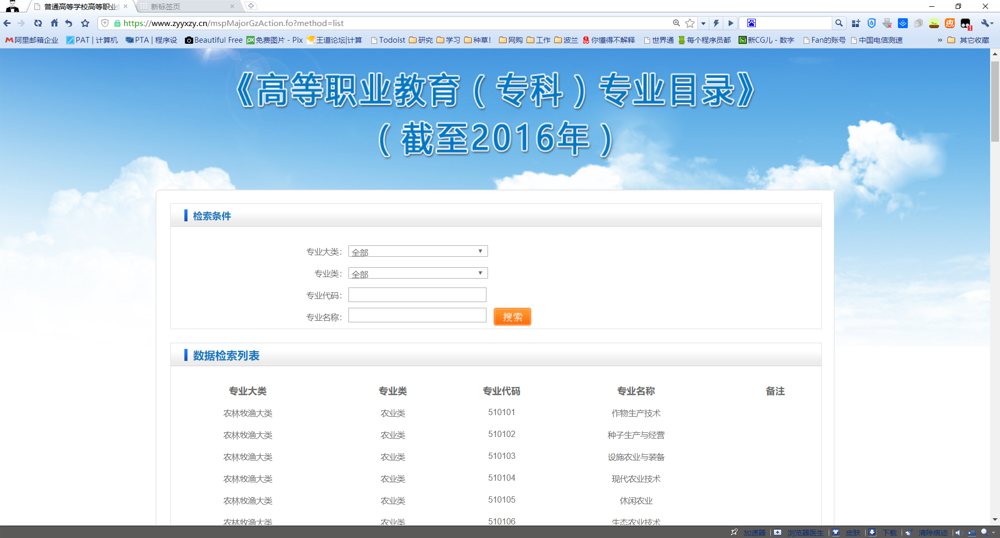 普通高等学校高等职业
新标签页
https://www.zyyxzy.cn/mspMajorGzAction.fo?method=list
阿里邮箱企业 PAT | 计算机 PTA | 程序设 Beautiful Free 免费图片 - Pix 王道论坛|计算 Todoist 研究 学习 种草! 网购 工作 波兰 你懂得不解释 世界通 每个程序员都 新CG儿 - 数字 Fan的账号 中国电信测速 » 其它收藏
《高等职业教育（专科）专业目录》
（截至2016年）
检索条件
专业大类： 全部
专业类： 全部
专业代码：
专业名称： 搜索
数据检索列表
专业大类 专业类 专业代码 专业名称 备注
农林牧渔大类 农业类 510101 作物生产技术
农林牧渔大类 农业类 510102 种子生产与经营
农林牧渔大类 农业类 510103 设施农业与装备
农林牧渔大类 农业类 510104 现代农业技术
农林牧渔大类 农业类 510105 休闲农业
农林牧渔大类 农业类 510106 生态农业技术
加速器 浏览器医生 皮肤 下载 清除痕迹